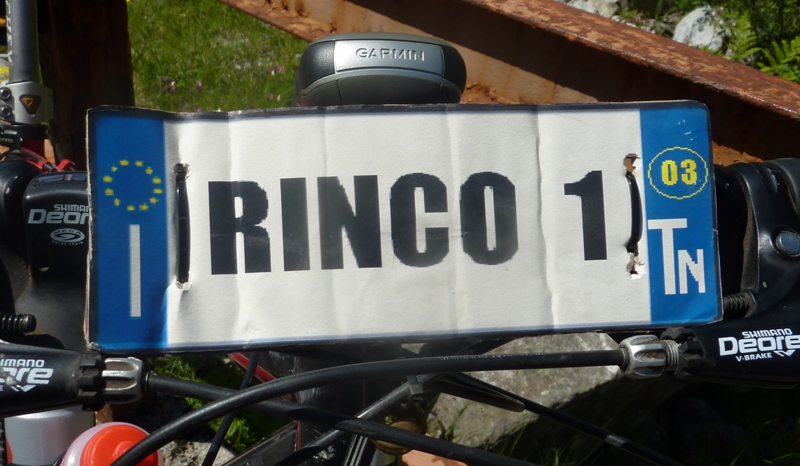 GARMIN
RINCO 1
I
03
TN
SHIMANO
Deore
SHIMANO
Deore
SHIMANO
Deore
V-BRAKE